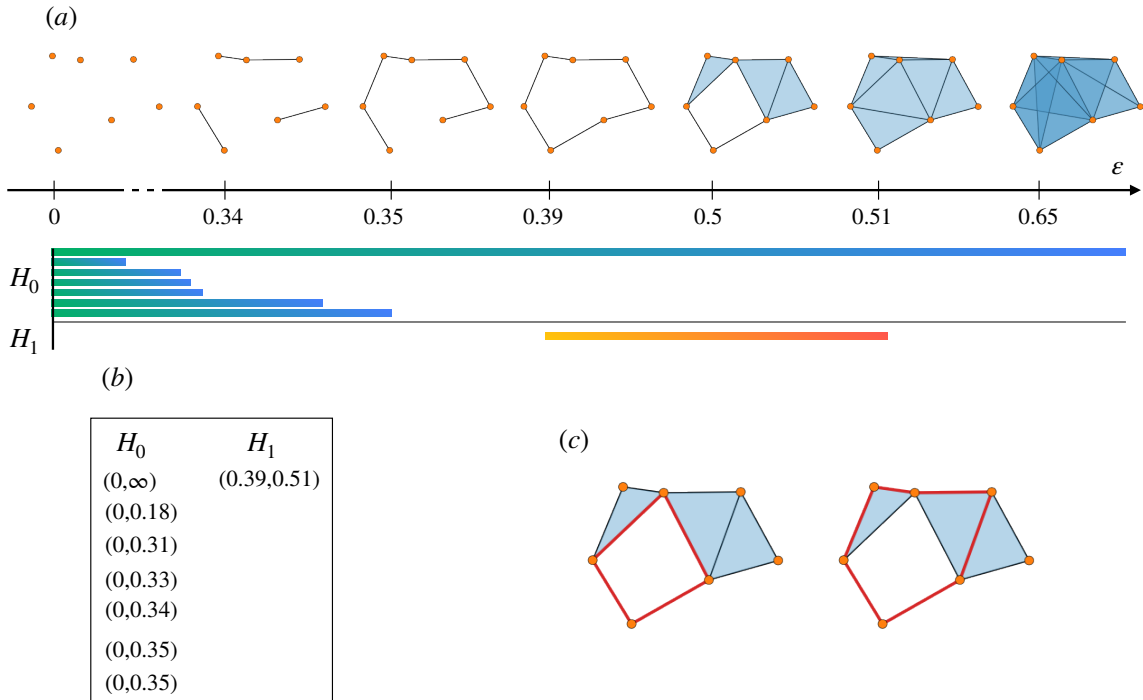 (a)
ε
0 0.34 0.35 0.39 0.5 0.51 0.65
H0
H1
(b)
H0 H1
(0,∞) (0.39,0.51)
(0,0.18)
(0,0.31)
(0,0.33)
(0,0.34)
(0,0.35)
(0,0.35)
(c)